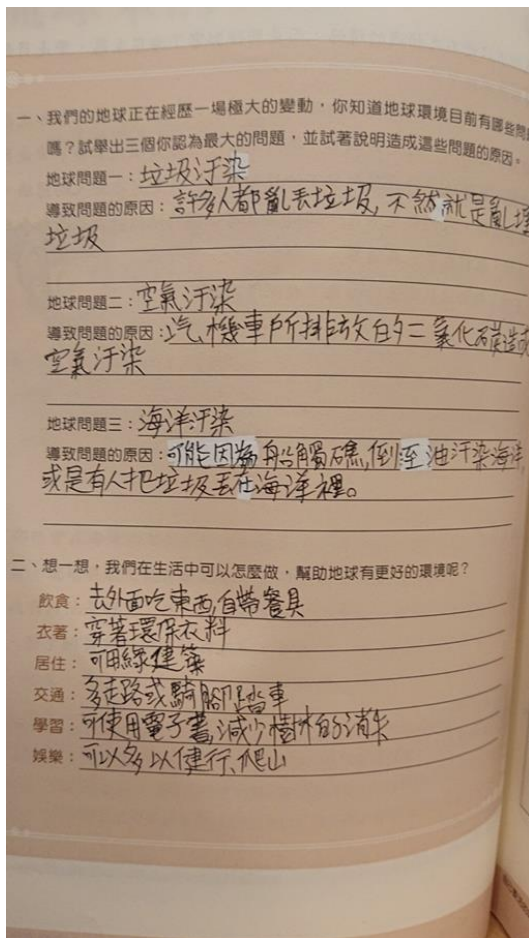 一、我們的地球正在經歷一場極大的變動，你知道地球環境目前有哪些問
嗎？試舉出三個你認為最大的問題，並試著說明造成這些問題的原因。
地球問題一：垃圾汙染
導致問題的原因：許多人都亂丟垃圾，不然就是亂埋
垃圾
地球問題二：空氣汙染
導致問題的原因：汽、機車所排放的二氧化碳造成
空氣汙染
地球問題三：海洋汙染
導致問題的原因：可能因為船觸礁，倒至油汙染海洋，
或是有人把垃圾丟在海洋裡。
二、想一想，我們在生活中可以怎麼做，幫助地球有更好的環境呢？
飲食：去外面吃東西，自帶餐具
衣著：穿著環保衣料
居住：可用綠建築
交通：多走路或騎腳踏車
學習：可使用電子書，減少樹林的消失
娛樂：可以多以健行、爬山